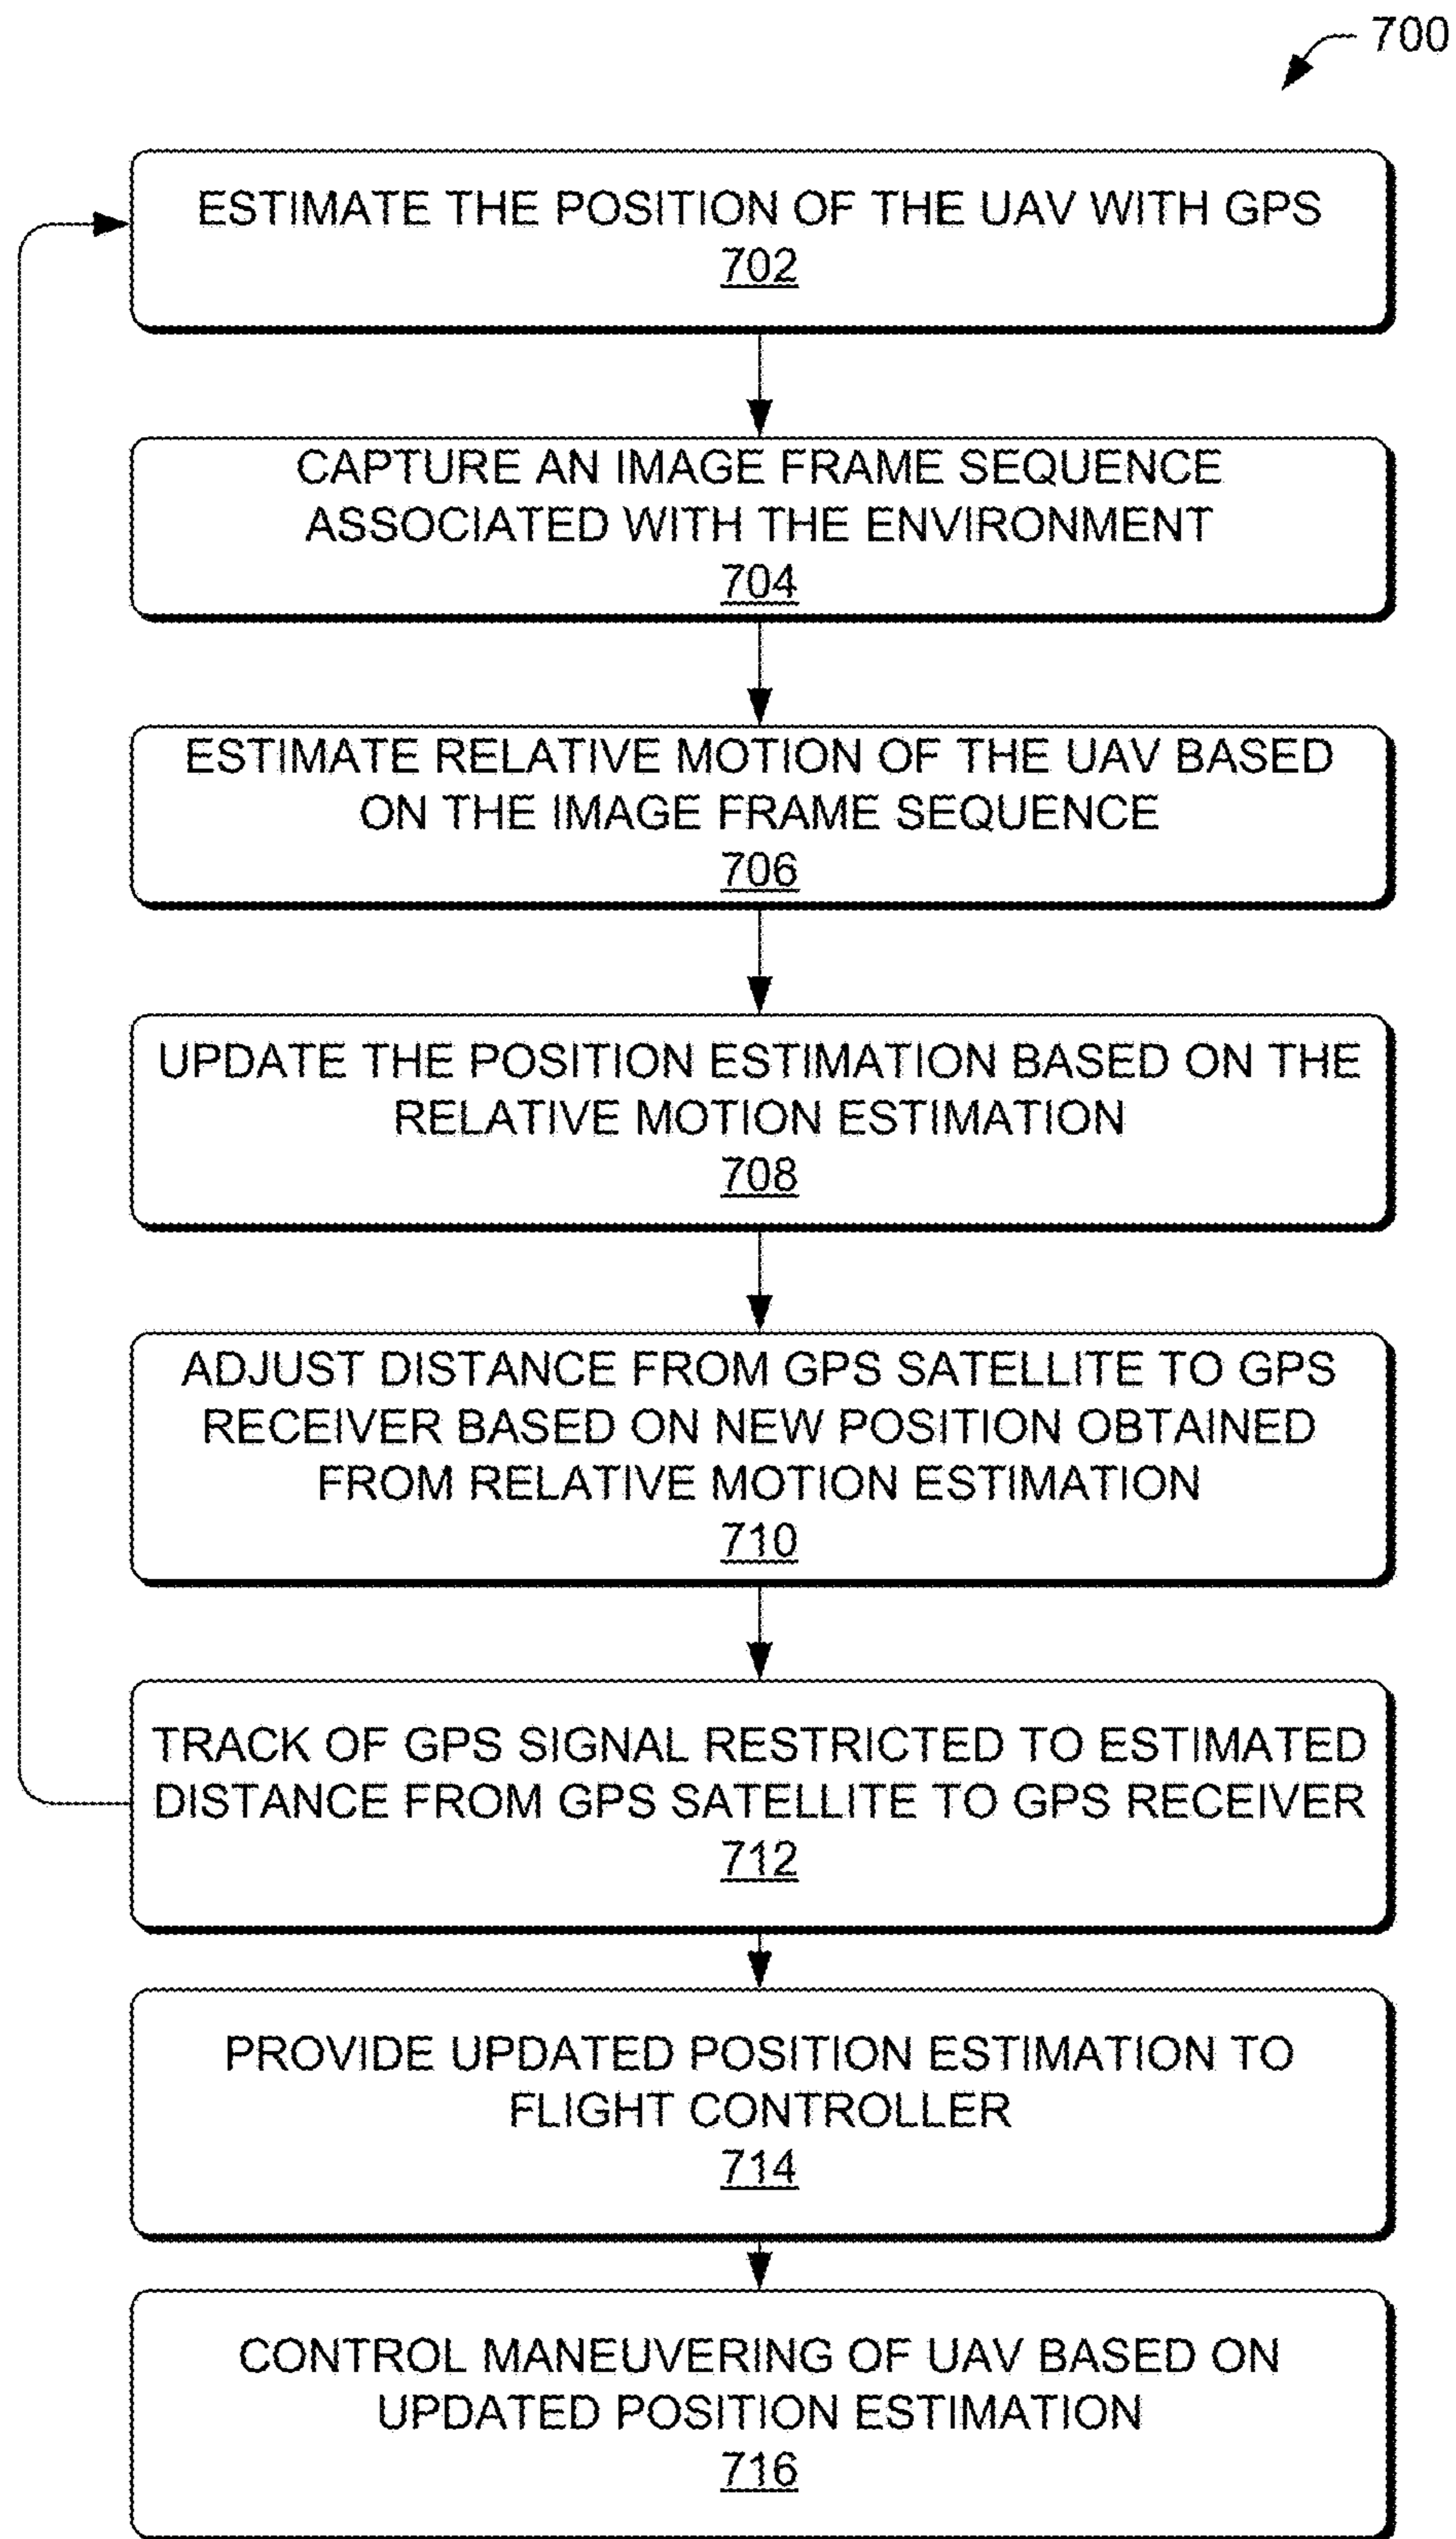 700
ESTIMATE THE POSITION OF THE UAV WITH GPS
702
CAPTURE AN IMAGE FRAME SEQUENCE
ASSOCIATED WITH THE ENVIRONMENT
704
ESTIMATE RELATIVE MOTION OF THE UAV BASED
ON THE IMAGE FRAME SEQUENCE
706
UPDATE THE POSITION ESTIMATION BASED ON THE
RELATIVE MOTION ESTIMATION
708
ADJUST DISTANCE FROM GPS SATELLITE TO GPS
RECEIVER BASED ON NEW POSITION OBTAINED
FROM RELATIVE MOTION ESTIMATION
710
TRACK OF GPS SIGNAL RESTRICTED TO ESTIMATED
DISTANCE FROM GPS SATELLITE TO GPS RECEIVER
712
PROVIDE UPDATED POSITION ESTIMATION TO
FLIGHT CONTROLLER
714
CONTROL MANEUVERING OF UAV BASED ON
UPDATED POSITION ESTIMATION
716